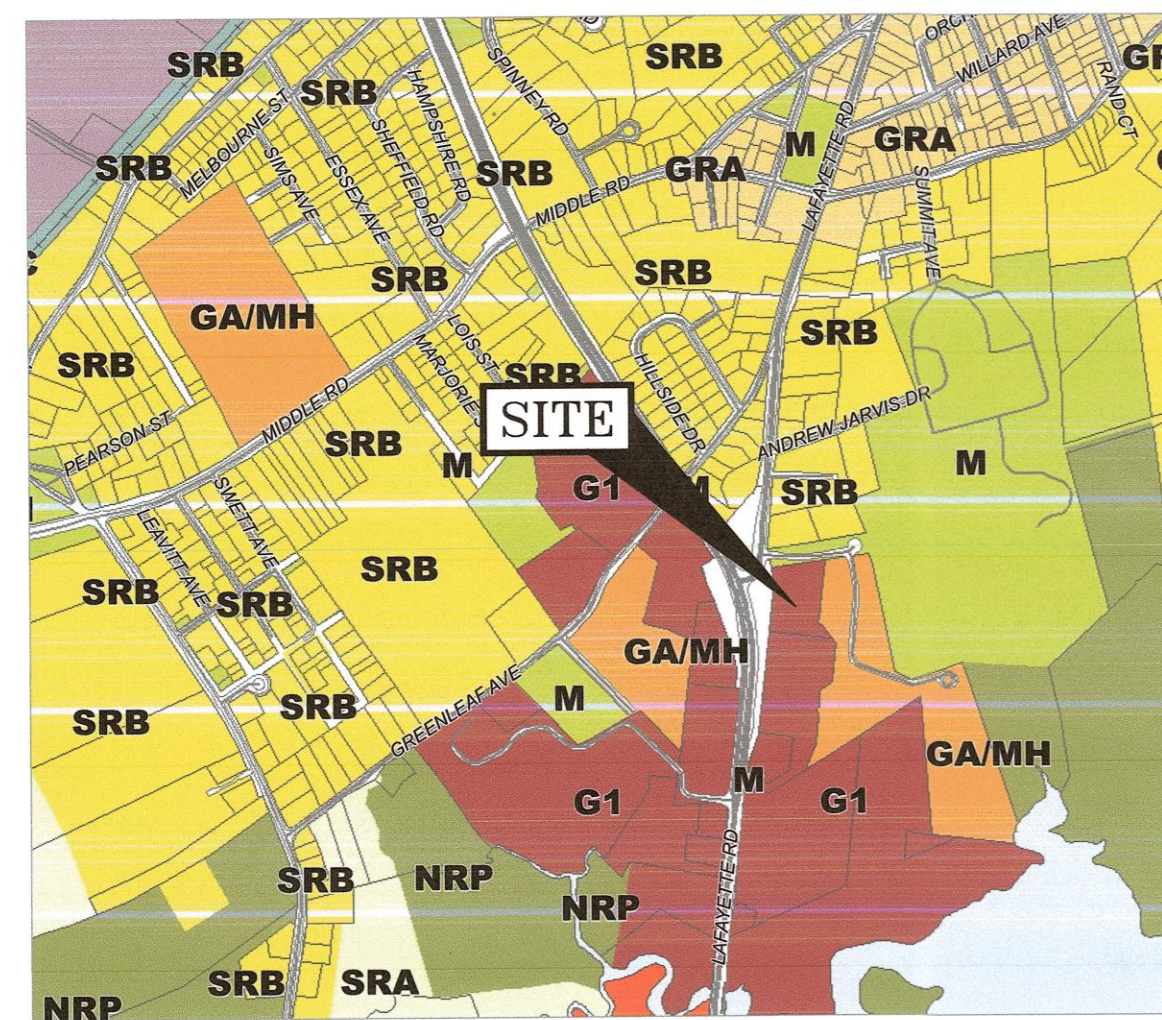 SRB
SRB
MELBOURNE ST
SIMS AVE
ESSEX AVE
SHEFFIELD RD
HAMPSHIRE RD
SPINNEY RD
SRB
WILLARD AVE
RAND CT
SRB
SRB
MIDDLE RD
GRA
M
LAFAYETTE RD
GRA
SUMMIT AVE
SRB
SRB
GA/MH
LOIS ST
SRB
SRB
SRB
HILLSIDE DR
MIDDLE RD
PEARSON ST
SITE
ANDREW JARVIS DR
SRB
M
G1
M
SRB
M
SWETT AVE
LEAVITT AVE
SRB
SRB
SRB
GA/MH
SRB
SRB
GREENLEAF AVE
M
GA/MH
G1
M
G1
LAFAYETTE RD
SRB
NRP
NRP
SRB
SRA
NRP